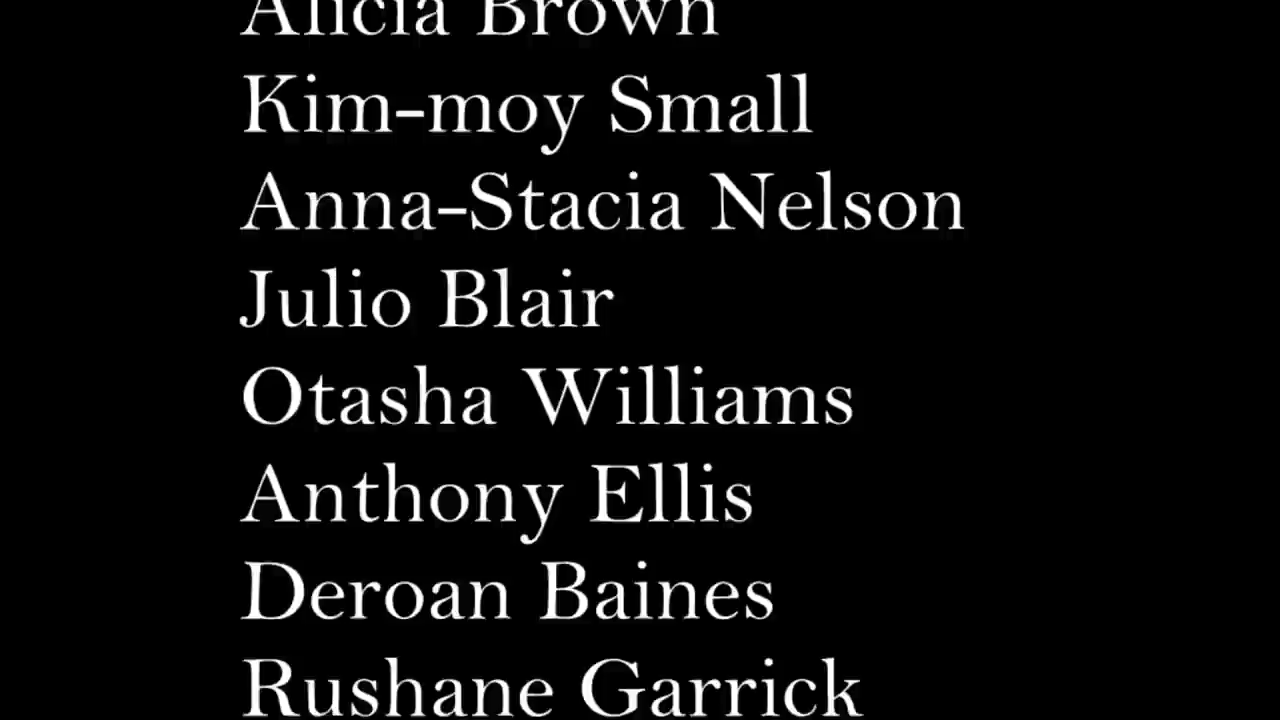 Alicia Brown
Kim-moy Small
Anna-Stacia Nelson
Julio Blair
Otasha Williams
Anthony Ellis
Deroan Baines
Rushane Garrick